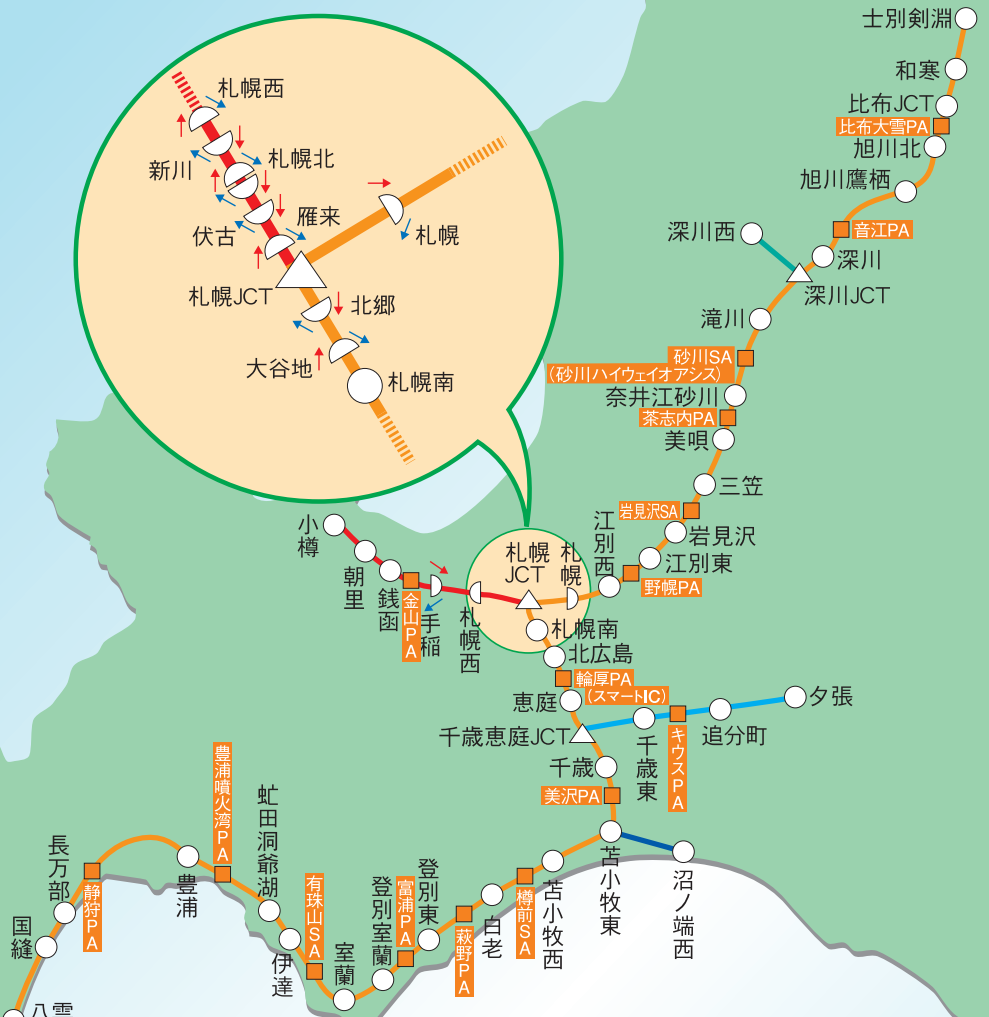 士別剣淵
和寒
比布JCT
比布大雪PA
旭川北
旭川鷹栖
音江PA
深川西
深川
深川JCT
滝川
砂川SA
(砂川ハイウェイオアシス)
奈井江砂川
茶志内PA
美唄
三笠
岩見沢SA
岩見沢
江別東
野幌PA
江別西
札幌西
新川
札幌北
伏古
雁来
札幌
札幌JCT
北郷
大谷地
札幌南
小樽
朝里
銭函
金山PA
手稲
札幌西
札幌
JCT
札幌
札幌南
北広島
輪厚PA
(スマートIC)
恵庭
千歳恵庭JCT
千歳東
キウスPA
追分町
夕張
千歳
美沢PA
苫小牧東
沼ノ端西
苫小牧西
樽前SA
白老
萩野PA
登別東
富浦PA
登別室蘭
室蘭
有珠山SA
伊達
虻田洞爺湖
豊浦噴火湾PA
豊浦
静狩PA
長万部
国縫
八雲